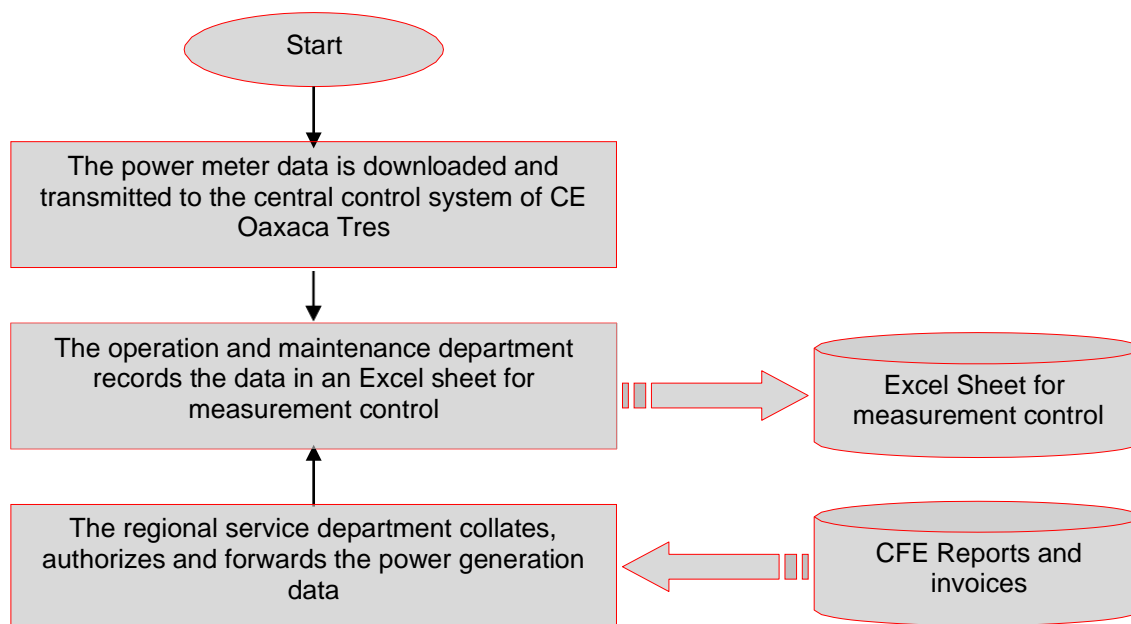 Start
The power meter data is downloaded and
transmitted to the central control system of CE
Oaxaca Tres
The operation and maintenance department
records the data in an Excel sheet for
measurement control
Excel Sheet for
measurement control
The regional service department collates,
authorizes and forwards the power generation
data
CFE Reports and
invoices